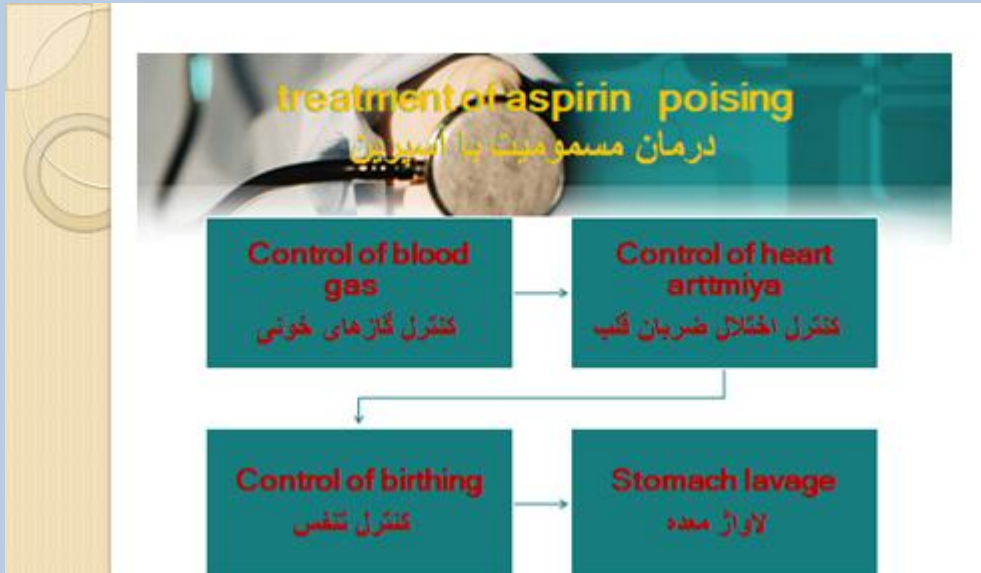 treatment of aspirin poising
درمان مسمومیت با آسپرین
Control of blood
gas
کنترل گازهای خونی
Control of heart
arttmiya
کنترل اختلال ضربان قلب
Control of birthing
کنترل تنفس
Stomach lavage
لاواژ معده